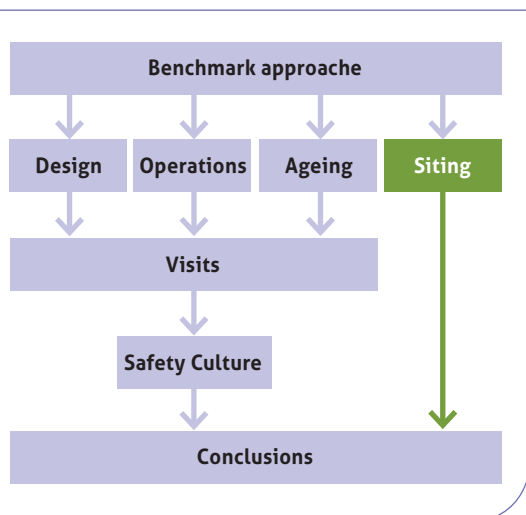 Benchmark approache
Design Operations Ageing Siting
Visits
Safety Culture
Conclusions